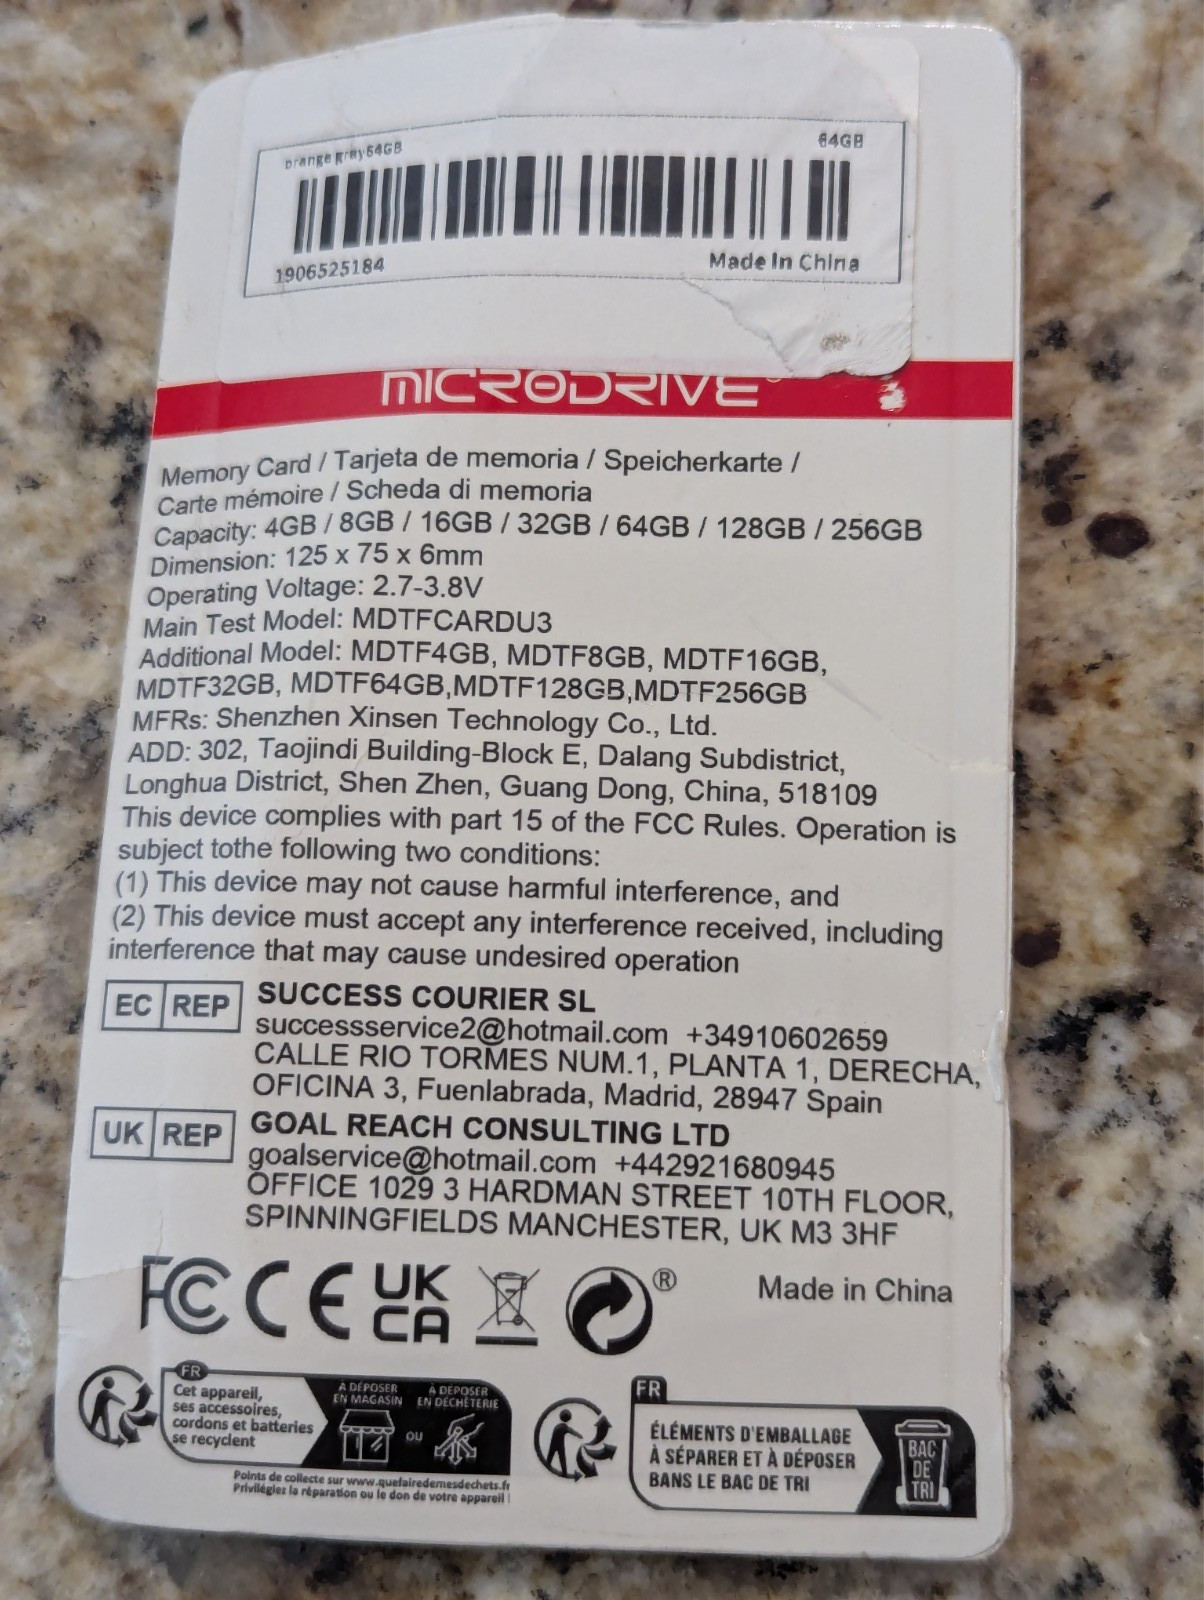 orange gray64GB 64GB
1906525184 Made In China
MICRODRIVE
Memory Card / Tarjeta de memoria / Speicherkarte /
Carte mémoire / Scheda di memoria
Capacity: 4GB / 8GB / 16GB / 32GB / 64GB / 128GB / 256GB
Dimension: 125 x 75 x 6mm
Operating Voltage: 2.7-3.8V
Main Test Model: MDTFCARDU3
Additional Model: MDTF4GB, MDTF8GB, MDTF16GB,
MDTF32GB, MDTF64GB,MDTF128GB,MDTF256GB
MFRs: Shenzhen Xinsen Technology Co., Ltd.
ADD: 302, Taojindi Building-Block E, Dalang Subdistrict,
Longhua District, Shen Zhen, Guang Dong, China, 518109
This device complies with part 15 of the FCC Rules. Operation is
subject tothe following two conditions:
(1) This device may not cause harmful interference, and
(2) This device must accept any interference received, including
interference that may cause undesired operation
EC REP SUCCESS COURIER SL
successservice2@hotmail.com +34910602659
CALLE RIO TORMES NUM.1, PLANTA 1, DERECHA,
OFICINA 3, Fuenlabrada, Madrid, 28947 Spain
UK REP GOAL REACH CONSULTING LTD
goalservice@hotmail.com +442921680945
OFFICE 1029 3 HARDMAN STREET 10TH FLOOR,
SPINNINGFIELDS MANCHESTER, UK M3 3HF
FC CE UK CA ® Made in China
FR
Cet appareil,
ses accessoires,
cordons et batteries
se recyclent
À DÉPOSER
EN MAGASIN
OU
À DÉPOSER
EN DÉCHÈTERIE
Points de collecte sur www.quefairedemesdechets.fr
Privilégiez la réparation ou le don de votre appareil !
FR
ÉLÉMENTS D'EMBALLAGE
À SÉPARER ET À DÉPOSER
DANS LE BAC DE TRI
BAC
DE
TRI